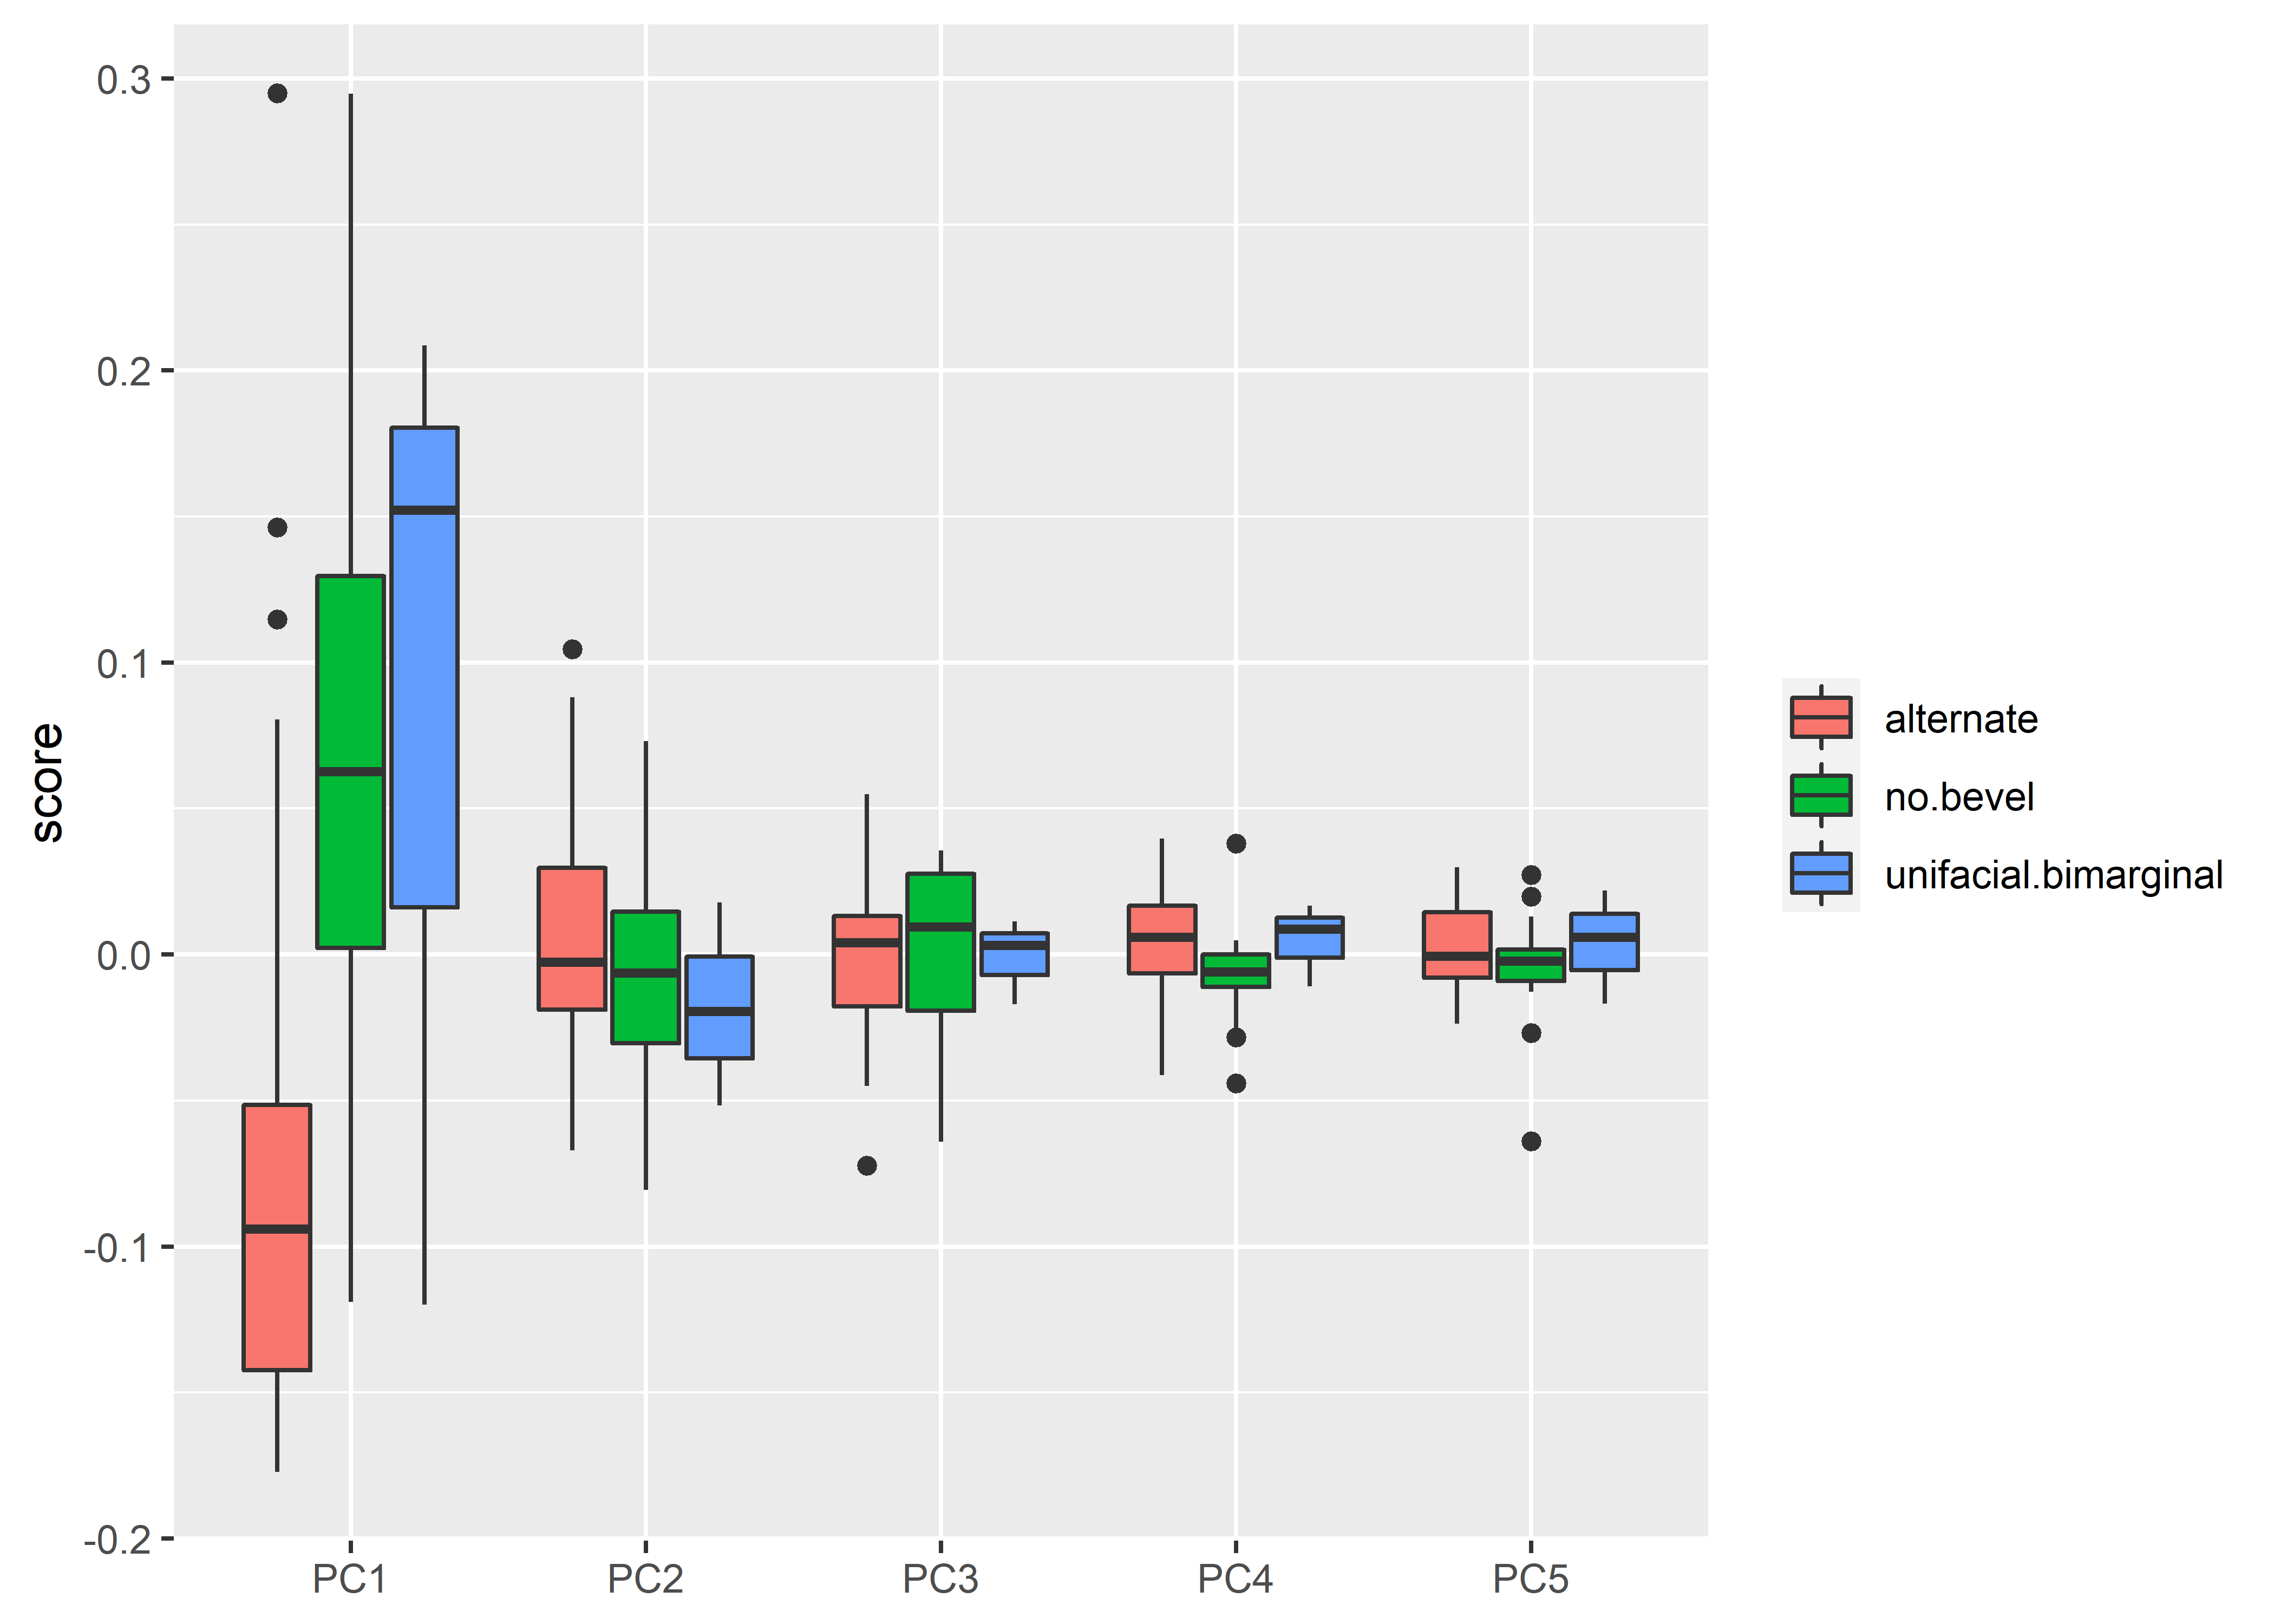 score
0.3
0.2
0.1
0.0
-0.1
-0.2
PC1 PC2 PC3 PC4 PC5
alternate
no.bevel
unifacial.bimarginal